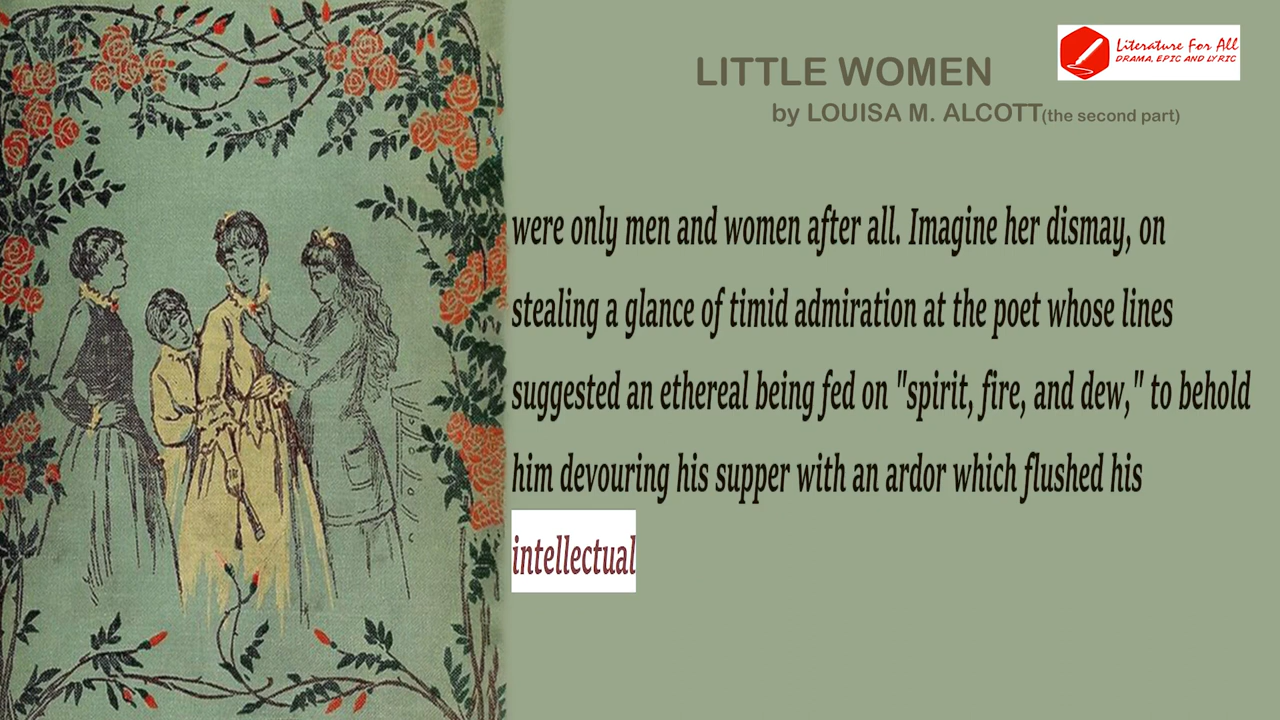 LITTLE WOMEN
by LOUISA M. ALCOTT(the second part)
Literature For All
DRAMA, EPIC AND LYRIC
were only men and women after all. Imagine her dismay, on
stealing a glance of timid admiration at the poet whose lines
suggested an ethereal being fed on "spirit, fire, and dew," to behold
him devouring his supper with an ardor which flushed his
intellectual